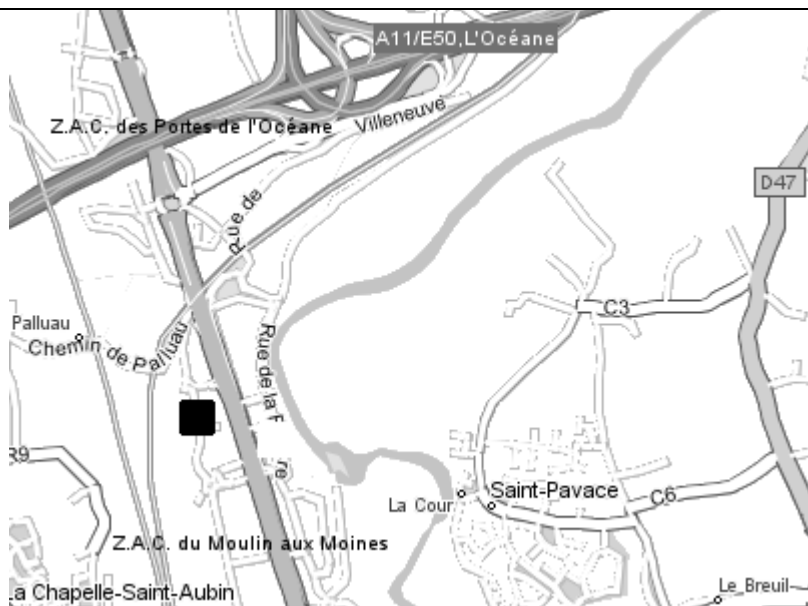 A11/E50,L'Océane
Z.A.C. des Portes de l'Océane
Villeneuve
Rue de
D47
C3
Palluau
Chemin de Palluau
Rue de la F
re
R9
La Cour
Saint-Pavace
C6
Z.A.C. du Moulin aux Moines
La Chapelle-Saint-Aubin
Le Breuil